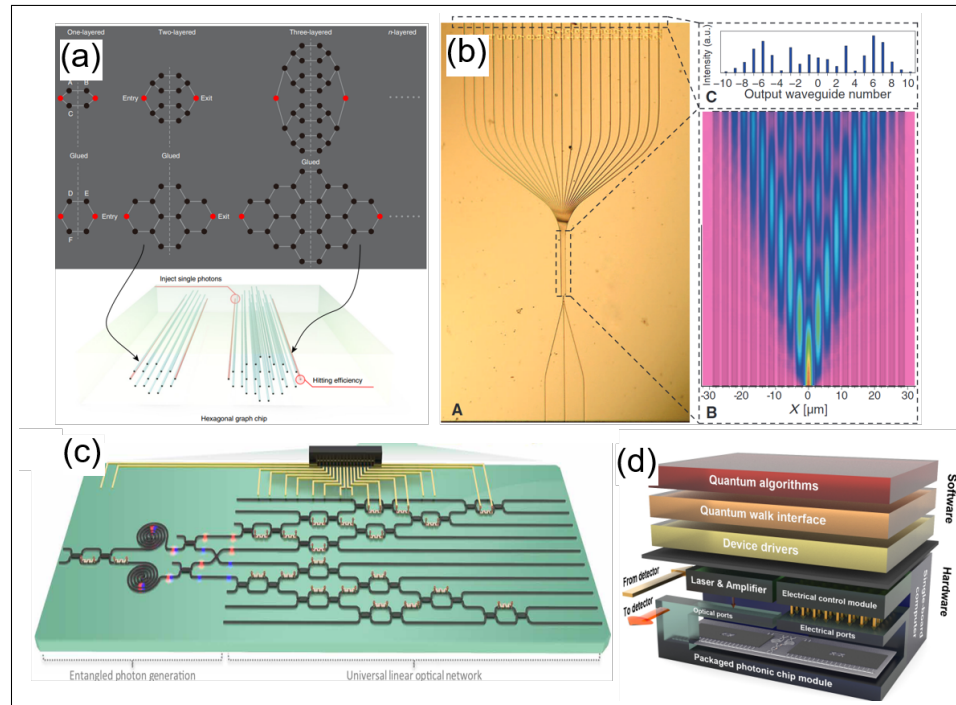 (a)
One-layered Two-layered Three-layered n-layered
A B
Entry Exit
C
Glued Glued Glued
D E
Entry Exit
F
Inject single photons
Hitting efficiency
Hexagonal graph chip
(b)
A
Intensity (a.u.)
-10 -8 -6 -4 -2 0 2 4 6 8 10
C Output waveguide number
-30 -20 -10 0 10 20 30
B X [μm]
(c)
Entangled photon generation Universal linear optical network
(d)
Quantum algorithms
Quantum walk interface
Device drivers
Software
From detector
To detector
Laser & Amplifier
Electrical control module
Optical ports
Electrical ports
Packaged photonic chip module
Hardware
Single-board computer